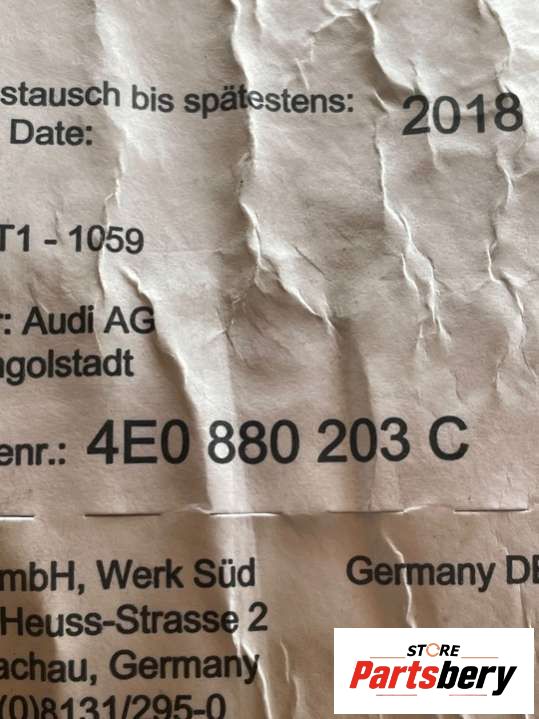 stausch bis spätestens: 2018
Date:
T1 - 1059
r: Audi AG
ngolstadt
enr.: 4E0 880 203 C
mbH, Werk Süd Germany DE
Heuss-Strasse 2
achau, Germany
(0)8131/295-0
STORE
Partsbery